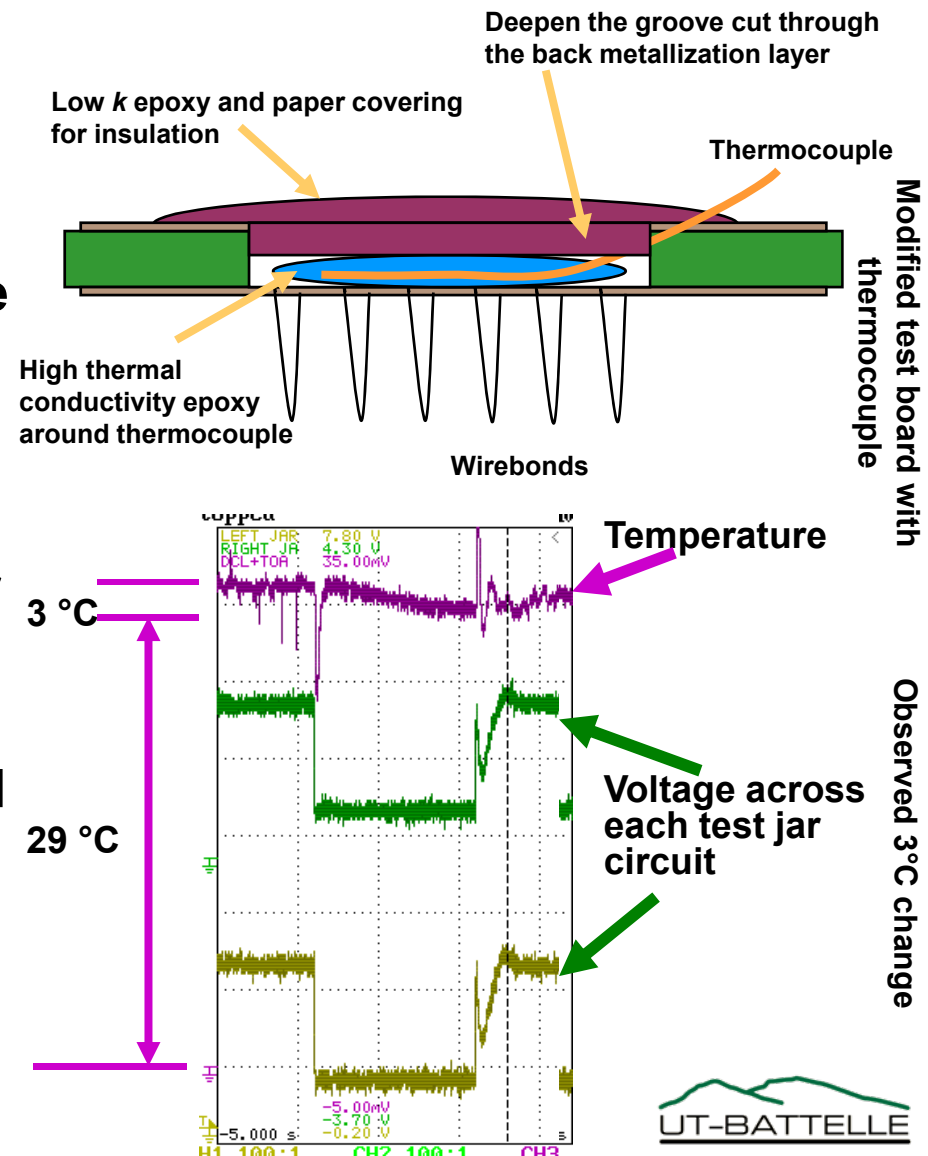 Deepen the groove cut through
the back metallization layer
Low k epoxy and paper covering
for insulation
Thermocouple
Modified test board with
thermocouple
High thermal
conductivity epoxy
around thermocouple
Wirebonds
LEFT JAR 7.80 V
RIGHT JA 4.30 V
DCL+TOA 35.00mV
Temperature
3 °C
Voltage across
each test jar
circuit
29 °C
Observed 3°C change
-5.00mV
-3.70 V
-5.000 s -0.20 V s
H1 100:1 CH2 100:1 CH3
UT-BATTELLE